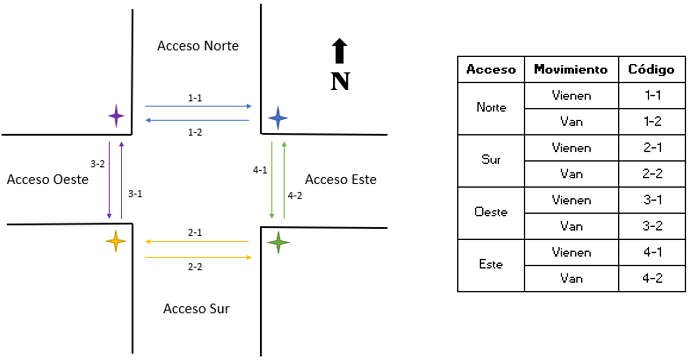 Acceso Norte
N
1-1
1-2
3-2
3-1
Acceso Oeste
4-1
4-2
Acceso Este
2-1
2-2
Acceso Sur
Acceso Movimiento Código
Norte Vienen 1-1
Van 1-2
Sur Vienen 2-1
Van 2-2
Oeste Vienen 3-1
Van 3-2
Este Vienen 4-1
Van 4-2